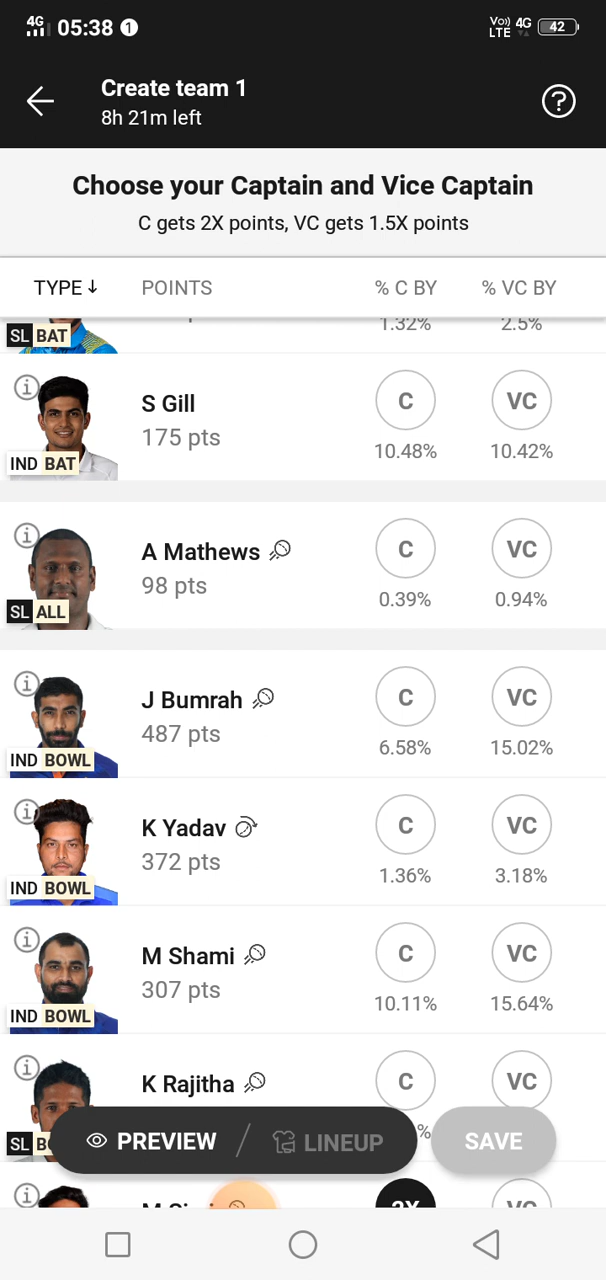 4G 05:38 1 Vo)) LTE 4G 42
Create team 1
8h 21m left
Choose your Captain and Vice Captain
C gets 2X points, VC gets 1.5X points
TYPE POINTS % C BY % VC BY
1.32% 2.5%
SL BAT
S Gill C VC
175 pts
10.48% 10.42%
IND BAT
A Mathews C VC
98 pts
0.39% 0.94%
SL ALL
J Bumrah C VC
487 pts
6.58% 15.02%
IND BOWL
K Yadav C VC
372 pts
1.36% 3.18%
IND BOWL
M Shami C VC
307 pts
10.11% 15.64%
IND BOWL
K Rajitha C VC
%
SL
PREVIEW / LINEUP SAVE
2X VC